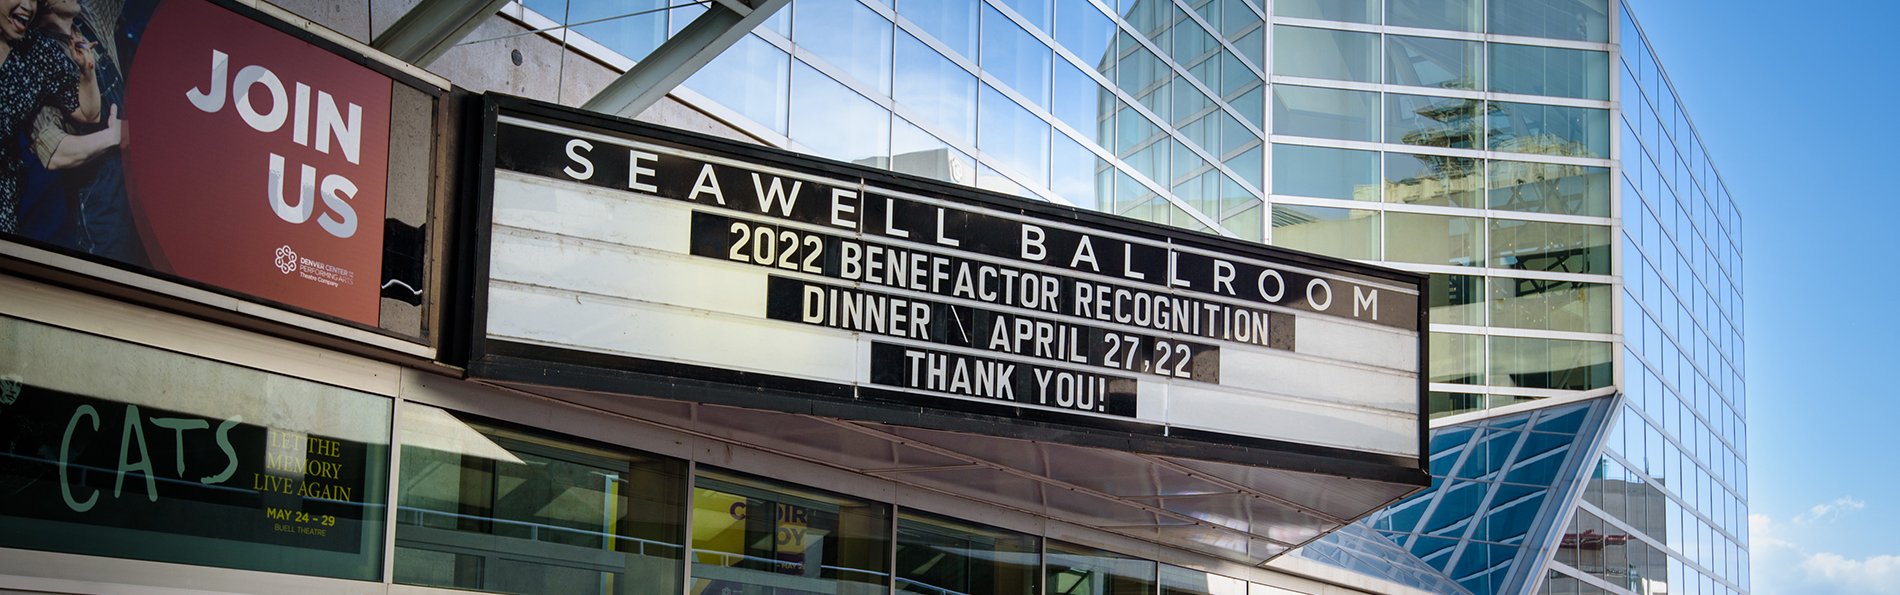 JOIN
US
DENVER CENTER FOR THE
PERFORMING ARTS
Theatre Company
SEAWELL BALLROOM
2022 BENEFACTOR RECOGNITION
DINNER \ APRIL 27,22
THANK YOU!
CATS
LET THE
MEMORY
LIVE AGAIN
MAY 24 – 29
BUELL THEATRE